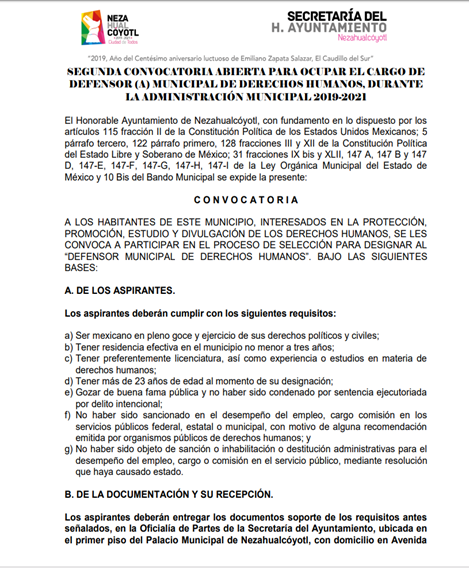 NEZA
HUAL
COYÓTL
Ciudad de Todos
SECRETARÍA DEL
H. AYUNTAMIENTO
Nezahualcóyotl
"2019, Año del Centésimo aniversario luctuoso de Emiliano Zapata Salazar, El Caudillo del Sur"
SEGUNDA CONVOCATORIA ABIERTA PARA OCUPAR EL CARGO DE
DEFENSOR (A) MUNICIPAL DE DERECHOS HUMANOS, DURANTE
LA ADMINISTRACIÓN MUNICIPAL 2019-2021
El Honorable Ayuntamiento de Nezahualcóyotl, con fundamento en lo dispuesto por los
artículos 115 fracción II de la Constitución Política de los Estados Unidos Mexicanos; 5
párrafo tercero, 122 párrafo primero, 128 fracciones III y XII de la Constitución Política
del Estado Libre y Soberano de México; 31 fracciones IX bis y XLII, 147 A, 147 B y 147
D, 147-E, 147-F, 147-G, 147-H, 147-I de la Ley Orgánica Municipal del Estado de
México y 10 Bis del Bando Municipal se expide la presente:
C O N V O C A T O R I A
A LOS HABITANTES DE ESTE MUNICIPIO, INTERESADOS EN LA PROTECCIÓN,
PROMOCIÓN, ESTUDIO Y DIVULGACIÓN DE LOS DERECHOS HUMANOS, SE LES
CONVOCA A PARTICIPAR EN EL PROCESO DE SELECCIÓN PARA DESIGNAR AL
"DEFENSOR MUNICIPAL DE DERECHOS HUMANOS". BAJO LAS SIGUIENTES
BASES:
A. DE LOS ASPIRANTES.
Los aspirantes deberán cumplir con los siguientes requisitos:
a) Ser mexicano en pleno goce y ejercicio de sus derechos políticos y civiles;
b) Tener residencia efectiva en el municipio no menor a tres años;
c) Tener preferentemente licenciatura, así como experiencia o estudios en materia de
derechos humanos;
d) Tener más de 23 años de edad al momento de su designación;
e) Gozar de buena fama pública y no haber sido condenado por sentencia ejecutoriada
por delito intencional;
f) No haber sido sancionado en el desempeño del empleo, cargo comisión en los
servicios públicos federal, estatal o municipal, con motivo de alguna recomendación
emitida por organismos públicos de derechos humanos; y
g) No haber sido objeto de sanción o inhabilitación o destitución administrativas para el
desempeño del empleo, cargo o comisión en el servicio público, mediante resolución
que haya causado estado.
B. DE LA DOCUMENTACIÓN Y SU RECEPCIÓN.
Los aspirantes deberán entregar los documentos soporte de los requisitos antes
señalados, en la Oficialía de Partes de la Secretaría del Ayuntamiento, ubicada en
el primer piso del Palacio Municipal de Nezahualcóyotl, con domicilio en Avenida